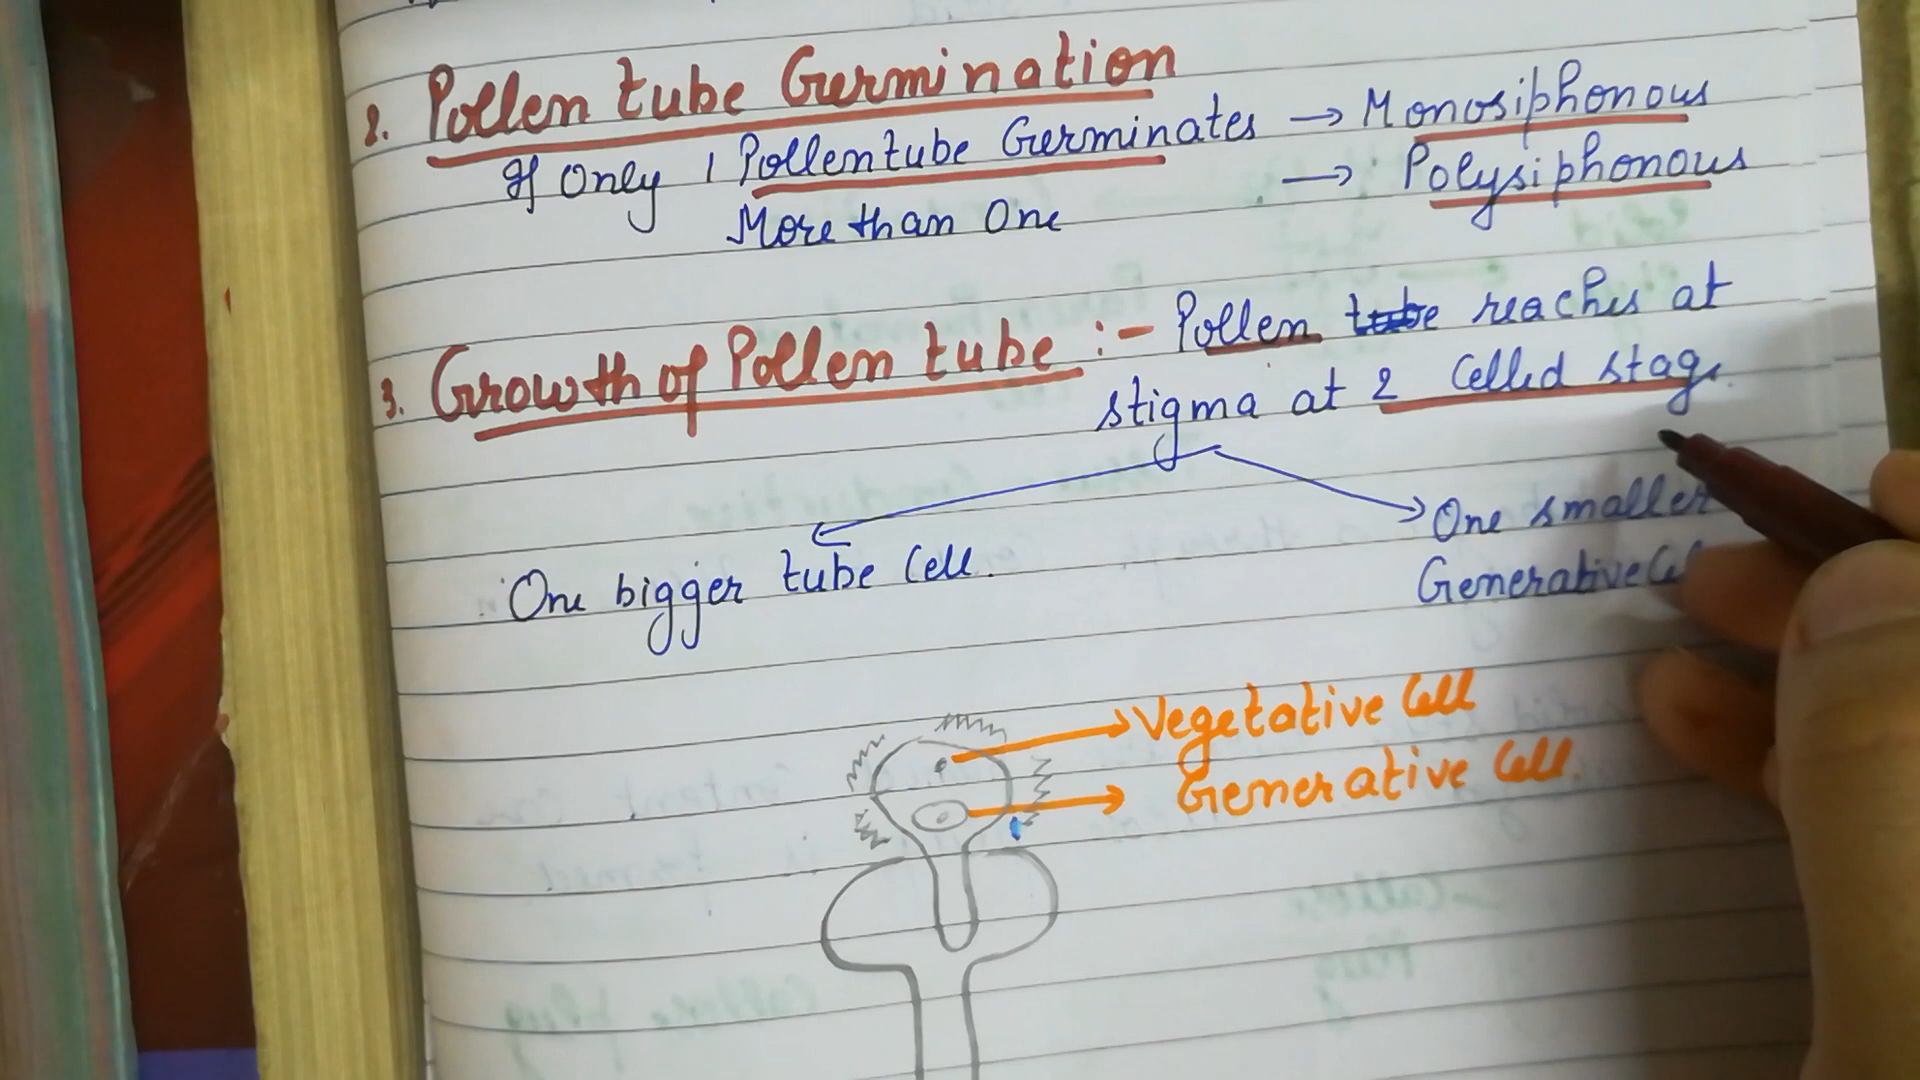 2. Pollen tube Germination
If Only 1 Pollentube Germinates → Monosiphonous
More than One → Polysiphonous
3. Growth of Pollen tube :- Pollen tube reaches at
stigma at 2 Celled stage.
One bigger tube Cell.
One smaller
Generative
Vegetative Cell
Generative Cell.